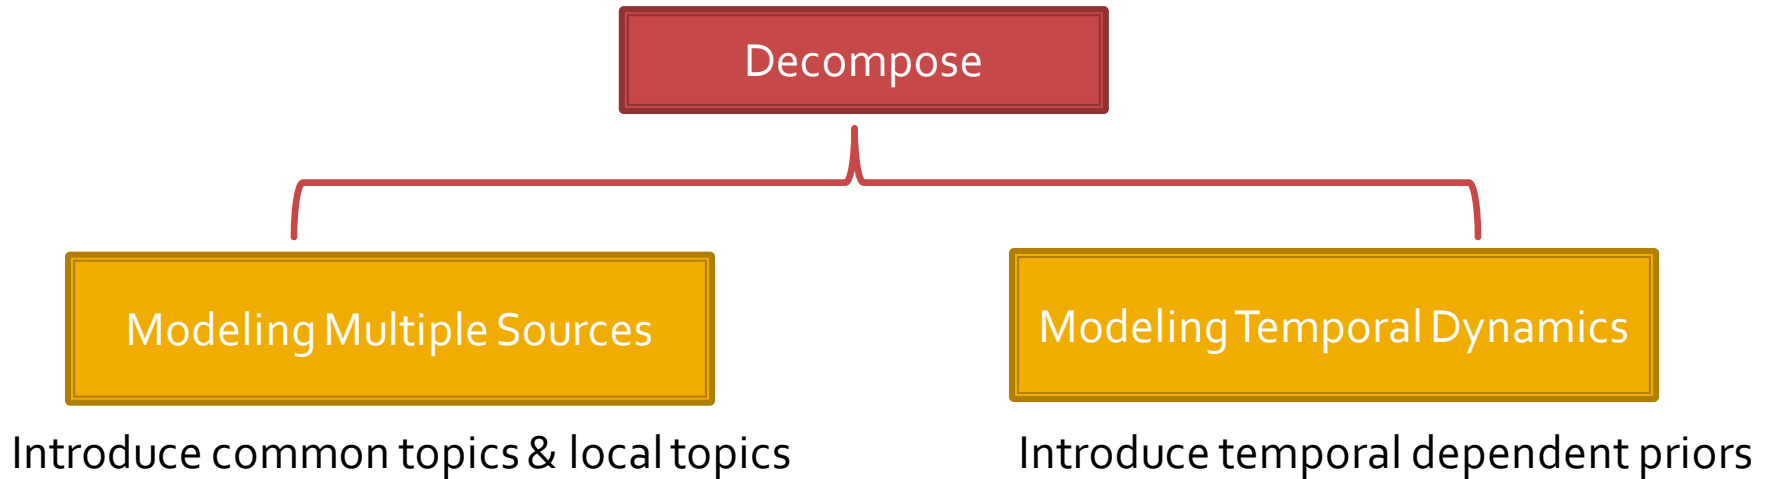 Decompose
Modeling Multiple Sources
Modeling Temporal Dynamics
Introduce common topics & local topics
Introduce temporal dependent priors